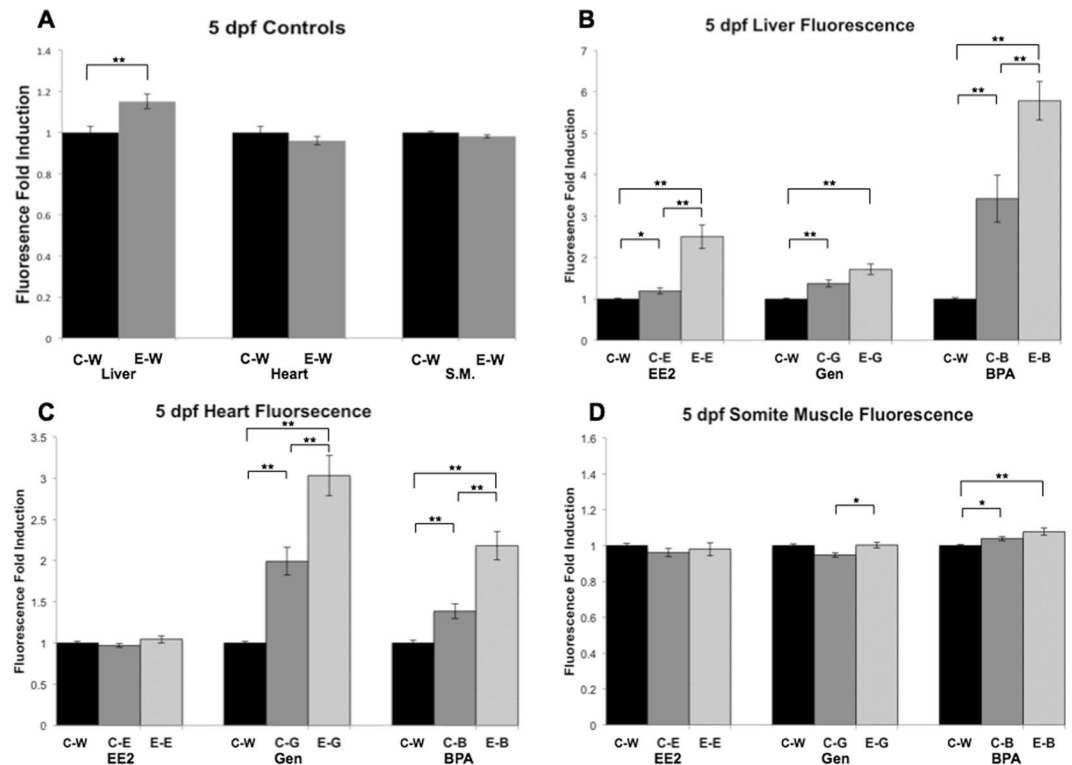 A
5 dpf Controls
Fluoresence Fold Induction
1.4
1.2
1
0.8
0.6
0.4
0.2
0
**
C-W E-W C-W E-W C-W E-W
Liver Heart S.M.
B
5 dpf Liver Fluorescence
Fluoresence Fold Induction
7
6
5
4
3
2
1
0
**
**
**
**
**
*
**
**
C-W C-E E-E C-W C-G E-G C-W C-B E-B
EE2 Gen BPA
C
5 dpf Heart Fluorsecence
Fluorescence Fold Induction
3.5
3
2.5
2
1.5
1
0.5
0
**
**
**
**
**
**
C-W C-E E-E C-W C-G E-G C-W C-B E-B
EE2 Gen BPA
D
5 dpf Somite Muscle Fluorescence
Fluorescence Fold Induction
1.6
1.4
1.2
1
0.8
0.6
0.4
0.2
0
*
**
*
C-W C-E E-E C-W C-G E-G C-W C-B E-B
EE2 Gen BPA